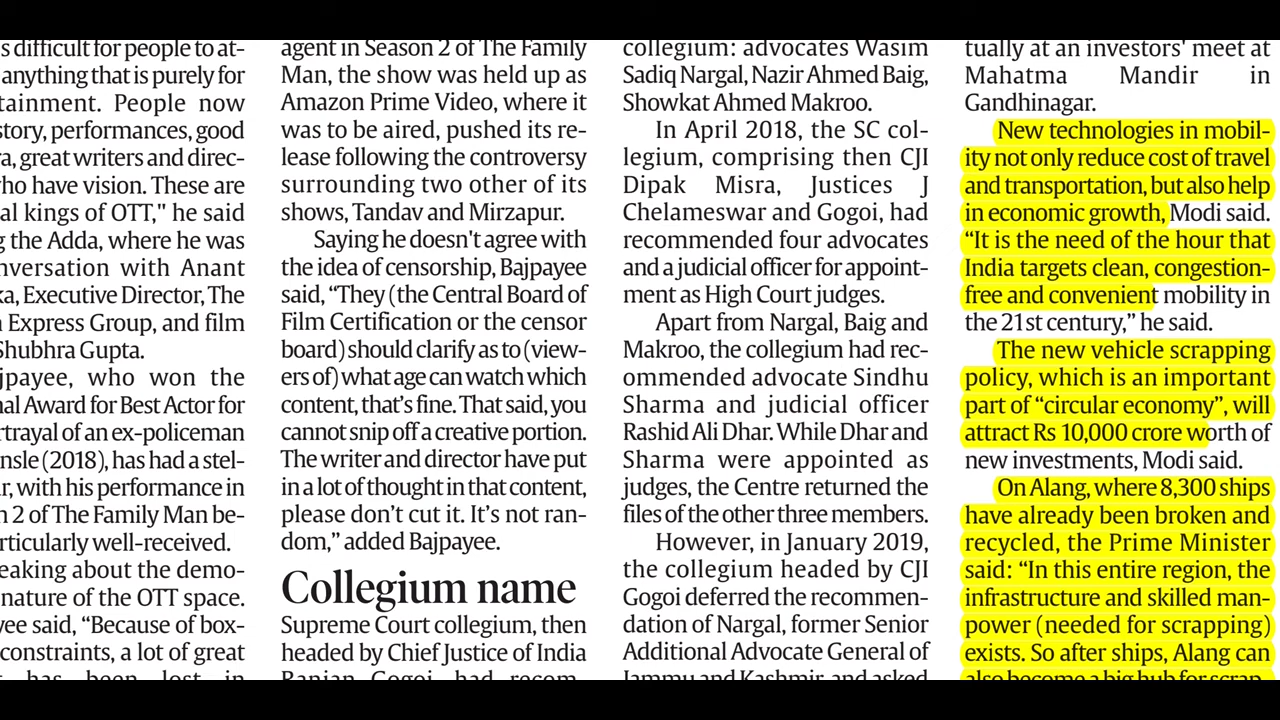 s difficult for people to at-
anything that is purely for
tainment. People now
story, performances, good
ra, great writers and direc-
ho have vision. These are
al kings of OTT," he said
g the Adda, where he was
nversation with Anant
ka, Executive Director, The
Express Group, and film
Shubhra Gupta.
jpayee, who won the
nal Award for Best Actor for
rtrayal of an ex-policeman
nsle (2018), has had a stel-
r, with his performance in
2 of The Family Man be-
rticularly well-received.
eaking about the demo-
nature of the OTT space.
yee said, “Because of box-
constraints, a lot of great
has been lost in
agent in Season 2 of The Family
Man, the show was held up as
Amazon Prime Video, where it
was to be aired, pushed its re-
lease following the controversy
surrounding two other of its
shows, Tandav and Mirzapur.
Saying he doesn't agree with
the idea of censorship, Bajpayee
said, “They (the Central Board of
Film Certification or the censor
board) should clarify as to (view-
ers of) what age can watch which
content, that’s fine. That said, you
cannot snip off a creative portion.
The writer and director have put
in a lot of thought in that content,
please don’t cut it. It’s not ran-
dom,” added Bajpayee.
Collegium name
Supreme Court collegium, then
headed by Chief Justice of India
Ranjan Gogoi, had recom-
collegium: advocates Wasim
Sadiq Nargal, Nazir Ahmed Baig,
Showkat Ahmed Makroo.
In April 2018, the SC col-
legium, comprising then CJI
Dipak Misra, Justices J
Chelameswar and Gogoi, had
recommended four advocates
and a judicial officer for appoint-
ment as High Court judges.
Apart from Nargal, Baig and
Makroo, the collegium had rec-
ommended advocate Sindhu
Sharma and judicial officer
Rashid Ali Dhar. While Dhar and
Sharma were appointed as
judges, the Centre returned the
files of the other three members.
However, in January 2019,
the collegium headed by CJI
Gogoi deferred the recommen-
dation of Nargal, former Senior
Additional Advocate General of
Jammu and Kashmir, and asked
tually at an investors' meet at
Mahatma Mandir in
Gandhinagar.
New technologies in mobil-
ity not only reduce cost of travel
and transportation, but also help
in economic growth, Modi said.
“It is the need of the hour that
India targets clean, congestion-
free and convenient mobility in
the 21st century,” he said.
The new vehicle scrapping
policy, which is an important
part of “circular economy”, will
attract Rs 10,000 crore worth of
new investments, Modi said.
On Alang, where 8,300 ships
have already been broken and
recycled, the Prime Minister
said: “In this entire region, the
infrastructure and skilled man-
power (needed for scrapping)
exists. So after ships, Alang can
also become a big hub for scrap-